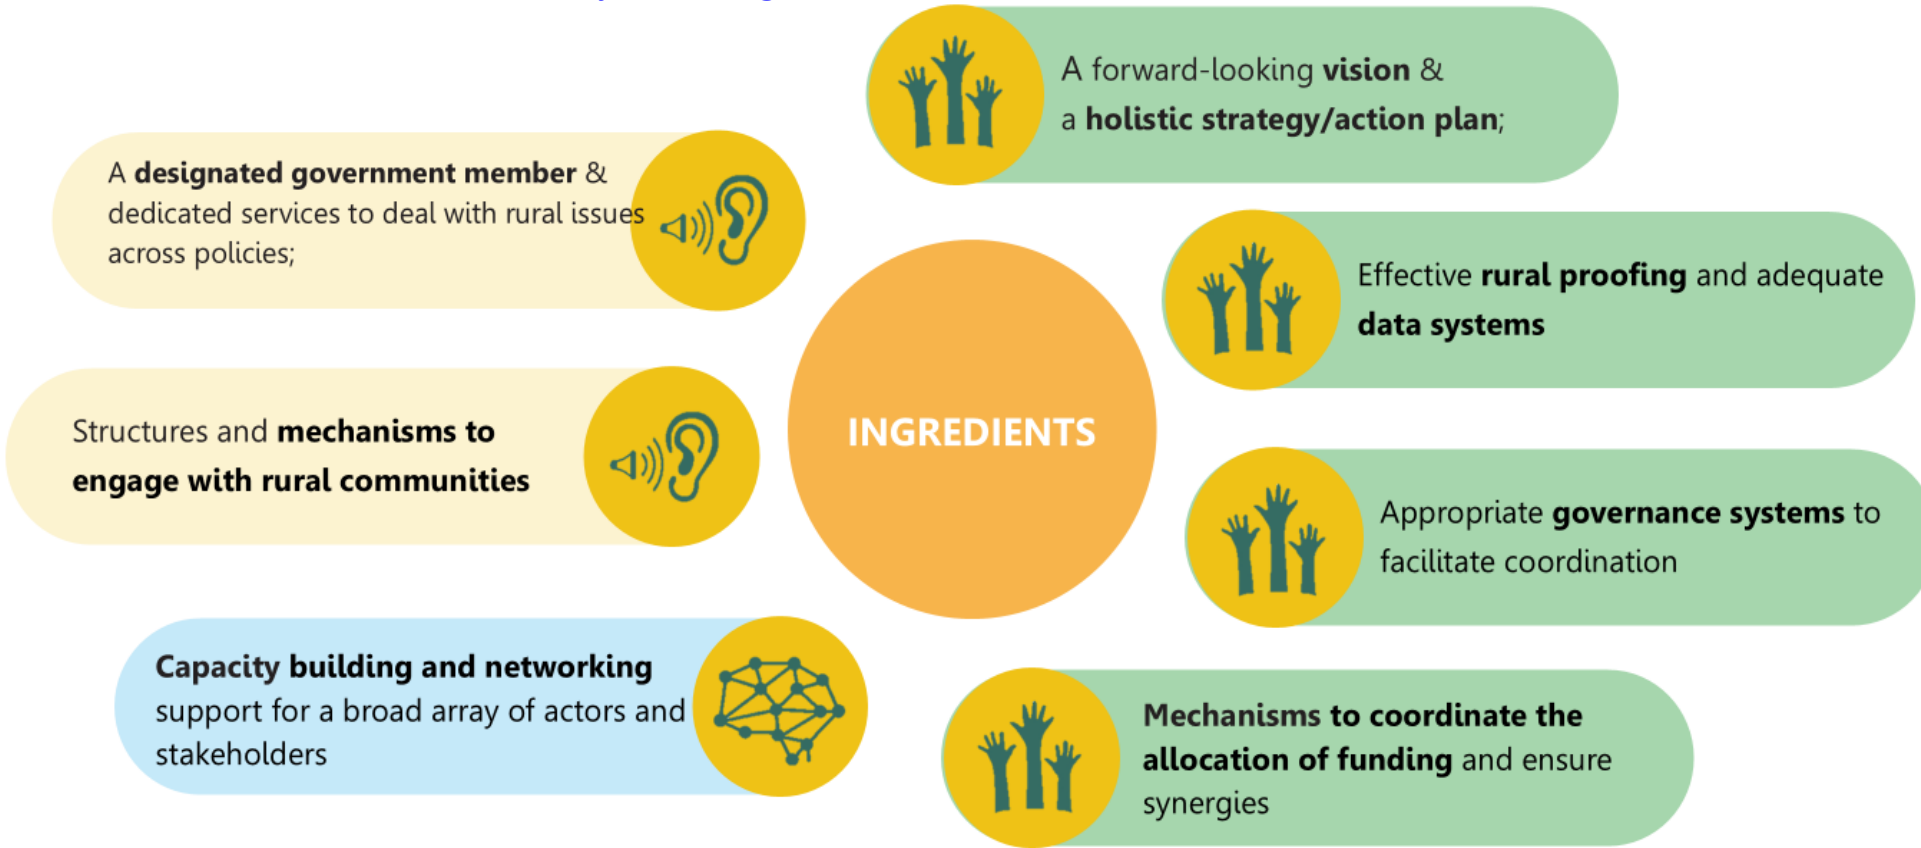 A forward-looking vision &
a holistic strategy/action plan;
A designated government member &
dedicated services to deal with rural issues
across policies;
Effective rural proofing and adequate
data systems
INGREDIENTS
Structures and mechanisms to
engage with rural communities
Appropriate governance systems to
facilitate coordination
Capacity building and networking
support for a broad array of actors and
stakeholders
Mechanisms to coordinate the
allocation of funding and ensure
synergies